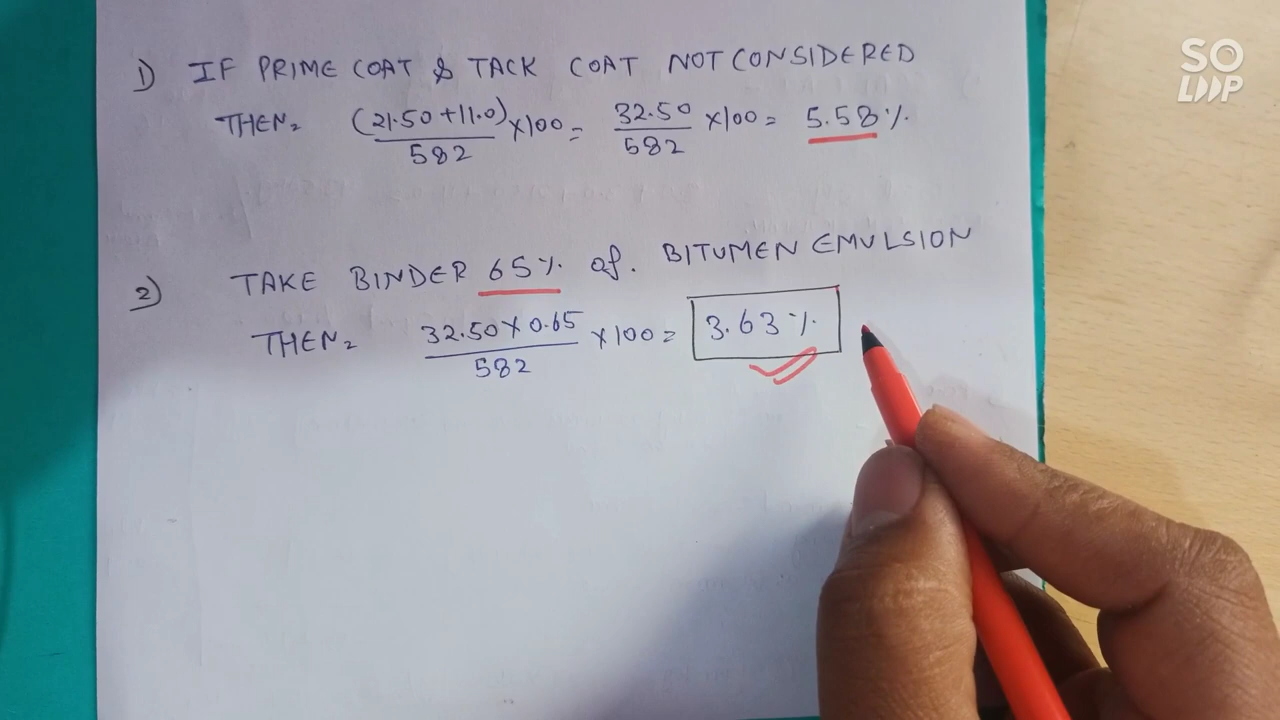 1) IF PRIME COAT & TACK COAT NOT CONSIDERED
THEN= (21.50+11.0)/582 ×100 = 32.50/582 ×100 = 5.58%
2) TAKE BINDER 65% of. BITUMEN EMULSION
THEN= 32.50×0.65/582 ×100 = 3.63%
SO
LOOP